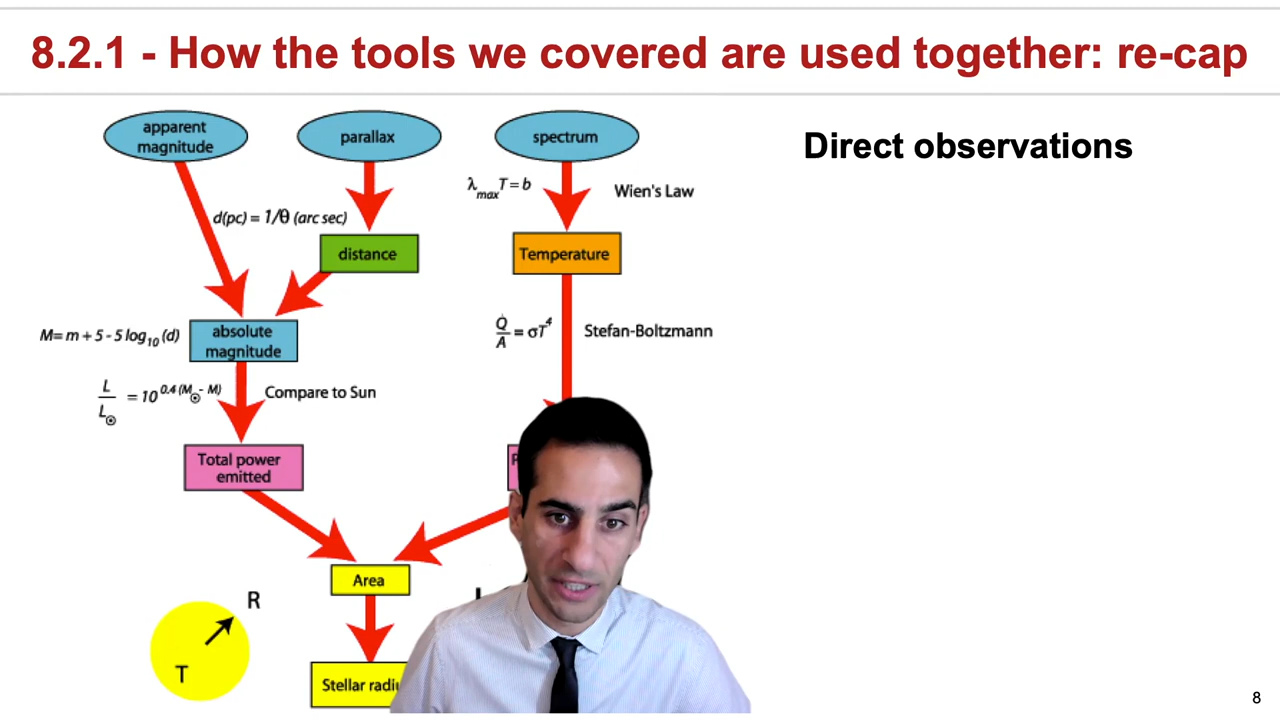 8.2.1 - How the tools we covered are used together: re-cap
apparent
magnitude
parallax
spectrum
Direct observations
λmax T = b
Wien's Law
d(pc) = 1/θ (arc sec)
distance
Temperature
M= m + 5 - 5 log10 (d)
absolute
magnitude
Q̇/A = σT⁴
Stefan-Boltzmann
L/L⊙ = 10^0.4 (M⊙ - M)
Compare to Sun
Total power
emitted
Area
R
T
Stellar
8